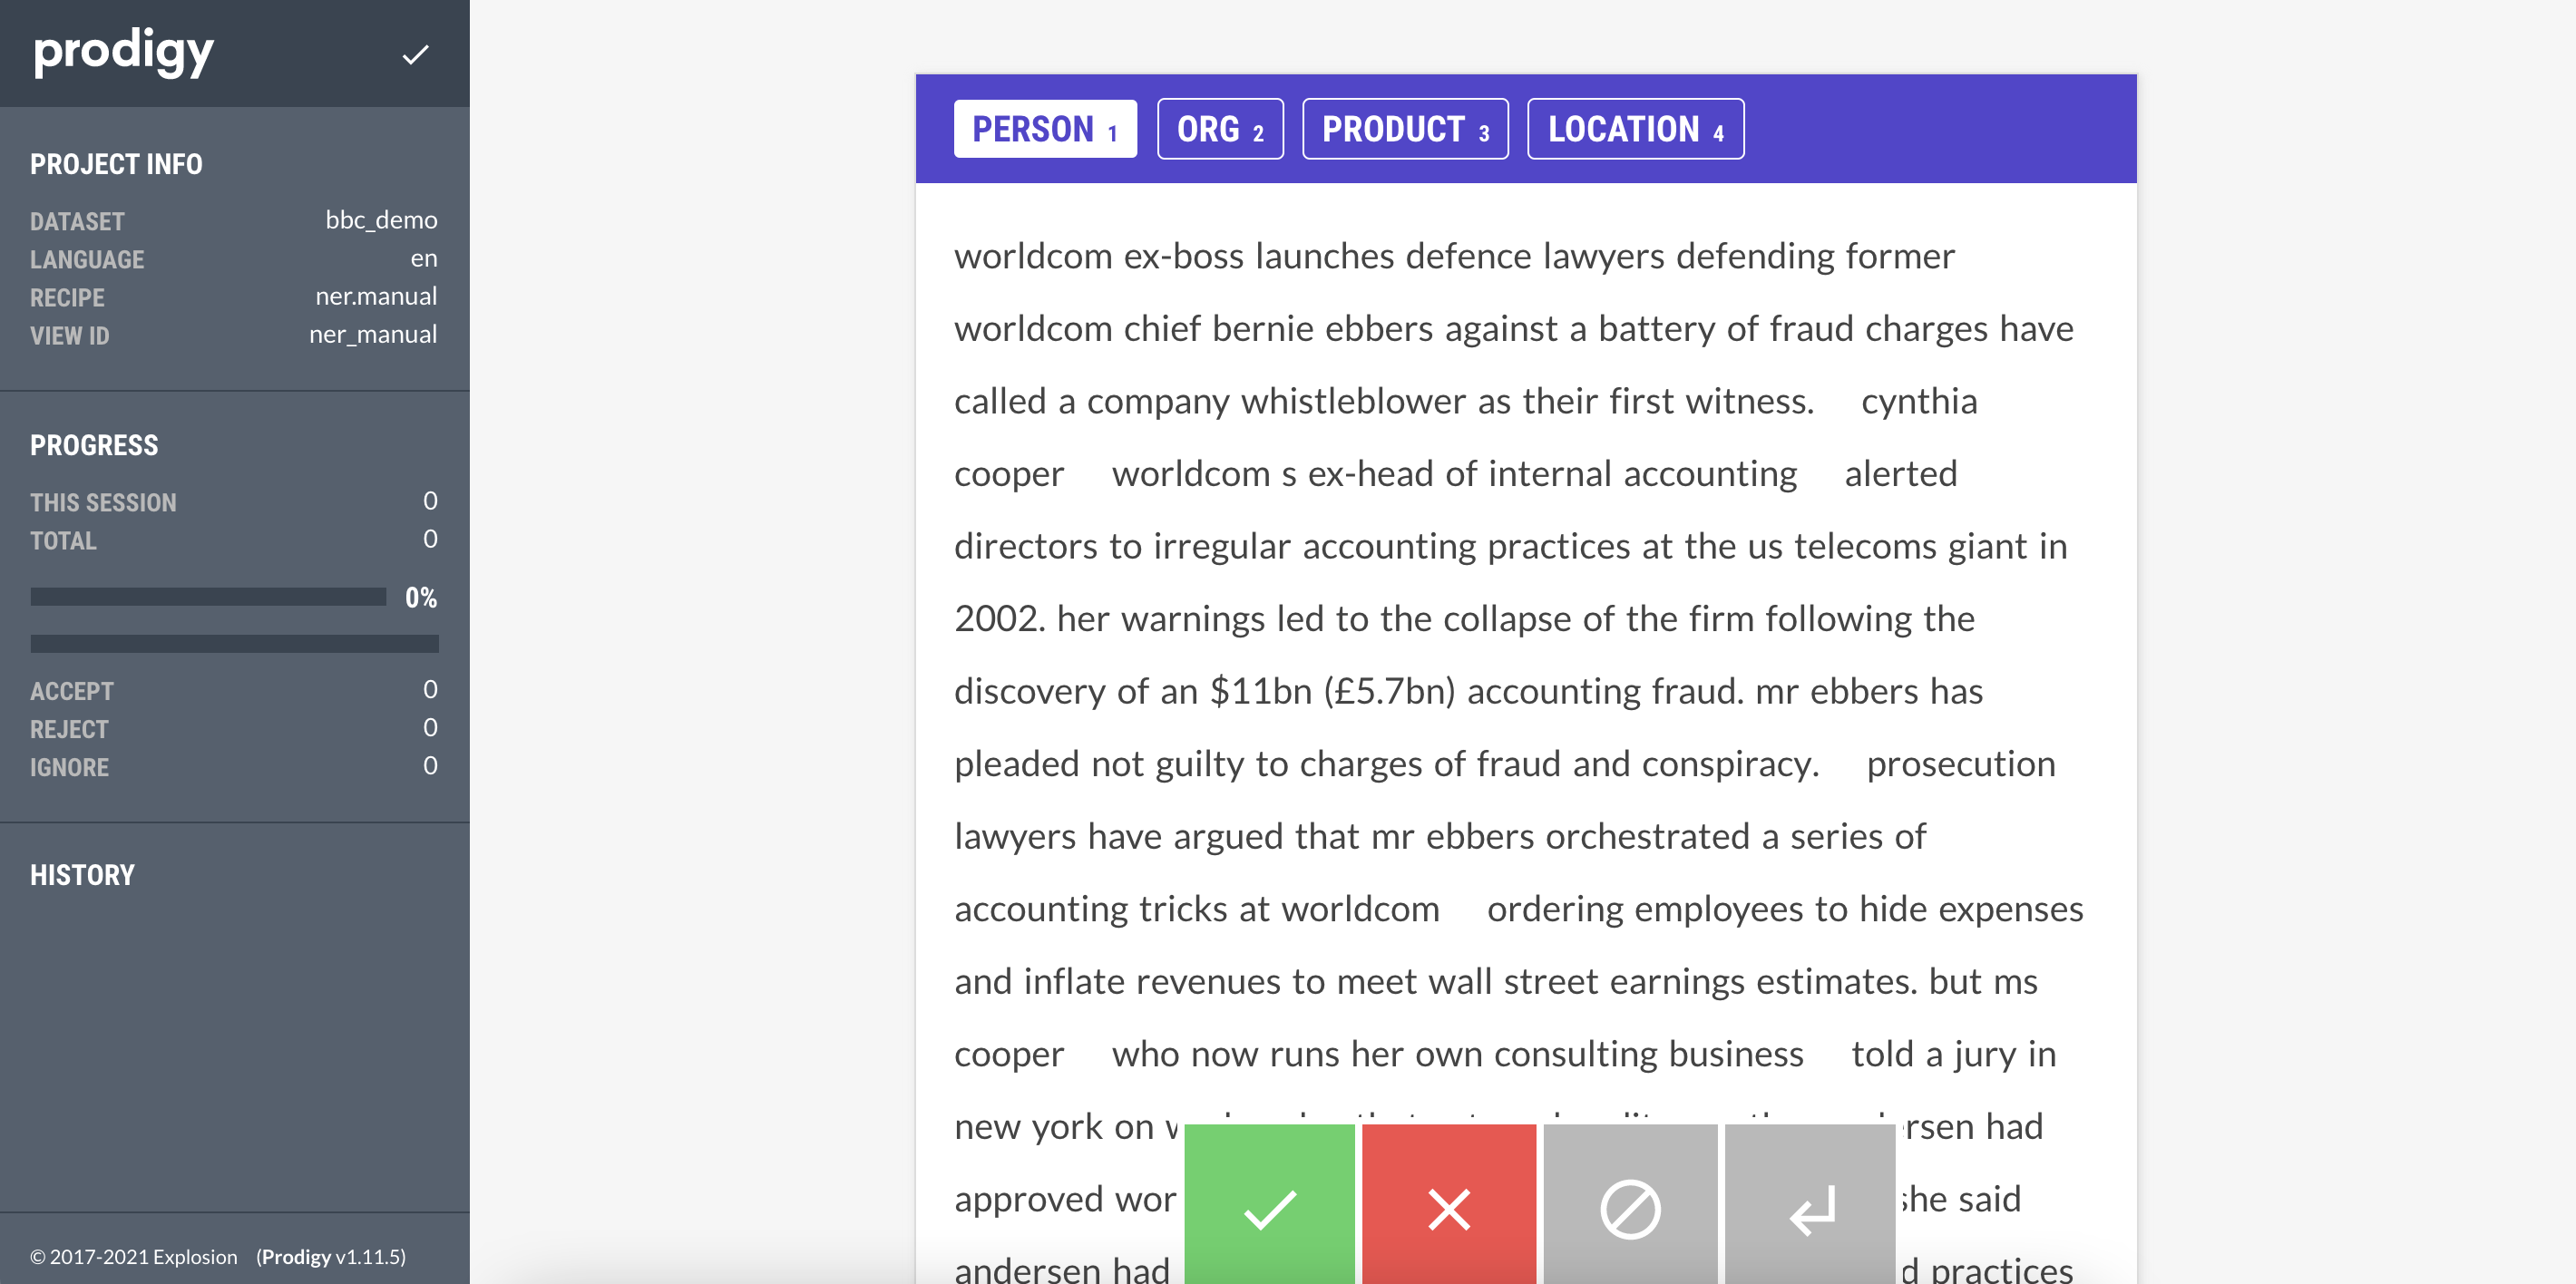 prodigy
PROJECT INFO
DATASET bbc_demo
LANGUAGE en
RECIPE ner.manual
VIEW ID ner_manual
PROGRESS
THIS SESSION 0
TOTAL 0
0%
ACCEPT 0
REJECT 0
IGNORE 0
HISTORY
© 2017-2021 Explosion (Prodigy v1.11.5)
PERSON 1 ORG 2 PRODUCT 3 LOCATION 4
worldcom ex-boss launches defence lawyers defending former
worldcom chief bernie ebbers against a battery of fraud charges have
called a company whistleblower as their first witness. cynthia
cooper worldcom s ex-head of internal accounting alerted
directors to irregular accounting practices at the us telecoms giant in
2002. her warnings led to the collapse of the firm following the
discovery of an $11bn (£5.7bn) accounting fraud. mr ebbers has
pleaded not guilty to charges of fraud and conspiracy. prosecution
lawyers have argued that mr ebbers orchestrated a series of
accounting tricks at worldcom ordering employees to hide expenses
and inflate revenues to meet wall street earnings estimates. but ms
cooper who now runs her own consulting business told a jury in
new york on had
approved she said
andersen had practices